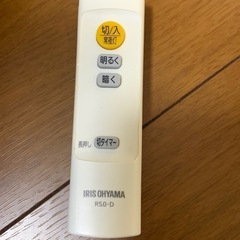 切/入
常夜灯
明るく
暗く
長押し 切タイマー
IRIS OHYAMA
RSG-D